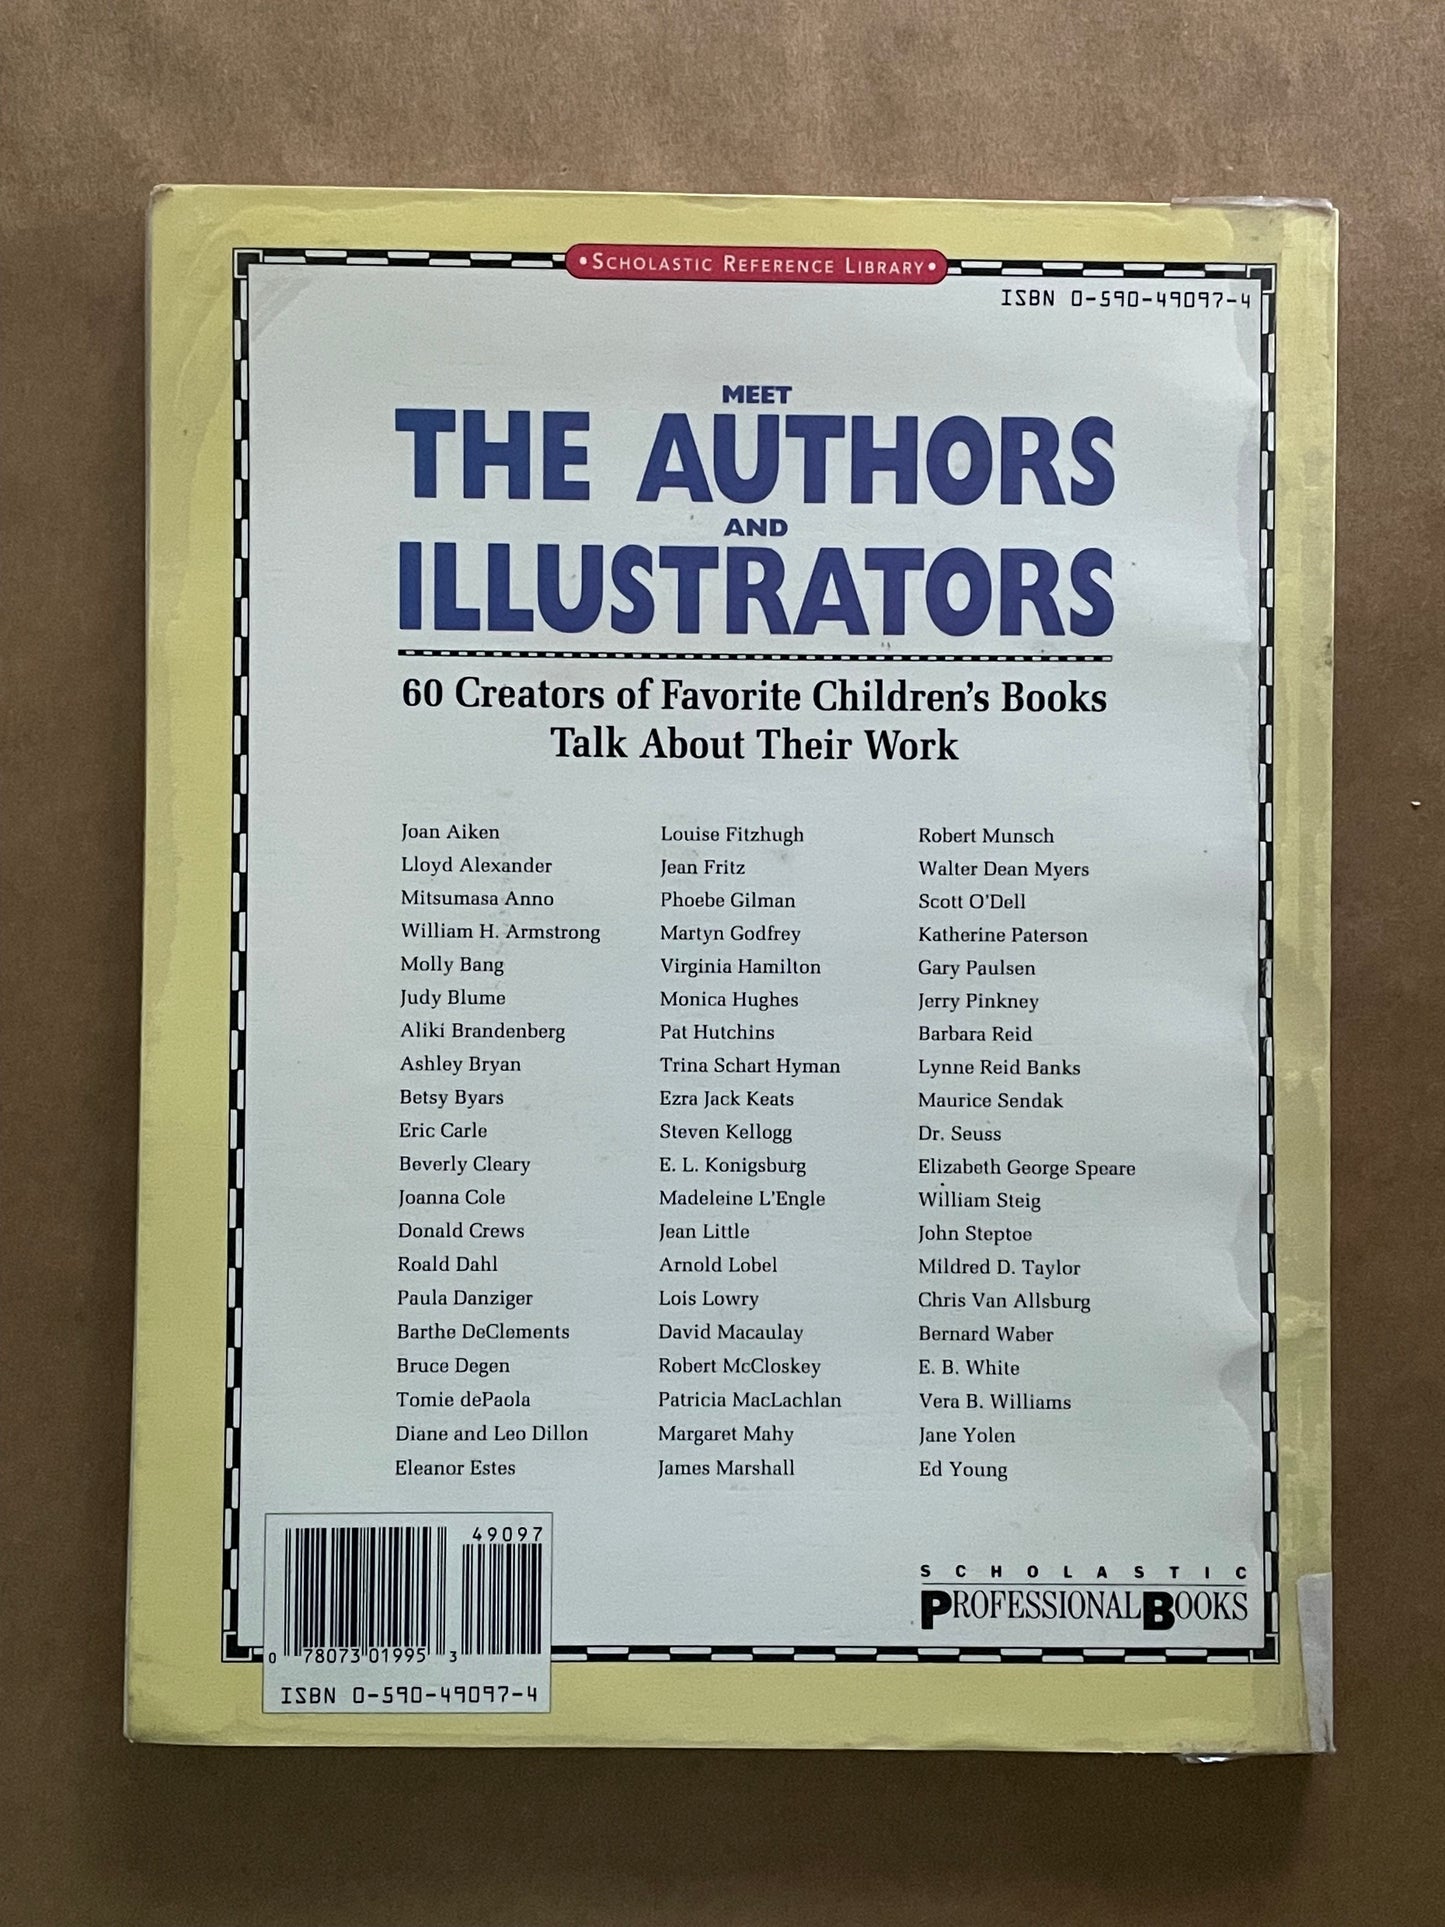 •SCHOLASTIC REFERENCE LIBRARY•
ISBN 0-590-49097-4
MEET
THE AUTHORS
AND
ILLUSTRATORS
60 Creators of Favorite Children's Books
Talk About Their Work
Joan Aiken
Lloyd Alexander
Mitsumasa Anno
William H. Armstrong
Molly Bang
Judy Blume
Aliki Brandenberg
Ashley Bryan
Betsy Byars
Eric Carle
Beverly Cleary
Joanna Cole
Donald Crews
Roald Dahl
Paula Danziger
Barthe DeClements
Bruce Degen
Tomie dePaola
Diane and Leo Dillon
Eleanor Estes
Louise Fitzhugh
Jean Fritz
Phoebe Gilman
Martyn Godfrey
Virginia Hamilton
Monica Hughes
Pat Hutchins
Trina Schart Hyman
Ezra Jack Keats
Steven Kellogg
E. L. Konigsburg
Madeleine L'Engle
Jean Little
Arnold Lobel
Lois Lowry
David Macaulay
Robert McCloskey
Patricia MacLachlan
Margaret Mahy
James Marshall
Robert Munsch
Walter Dean Myers
Scott O'Dell
Katherine Paterson
Gary Paulsen
Jerry Pinkney
Barbara Reid
Lynne Reid Banks
Maurice Sendak
Dr. Seuss
Elizabeth George Speare
William Steig
John Steptoe
Mildred D. Taylor
Chris Van Allsburg
Bernard Waber
E. B. White
Vera B. Williams
Jane Yolen
Ed Young
49097
0 78073 01995 3
ISBN 0-590-49097-4
SCHOLASTIC
PROFESSIONAL BOOKS